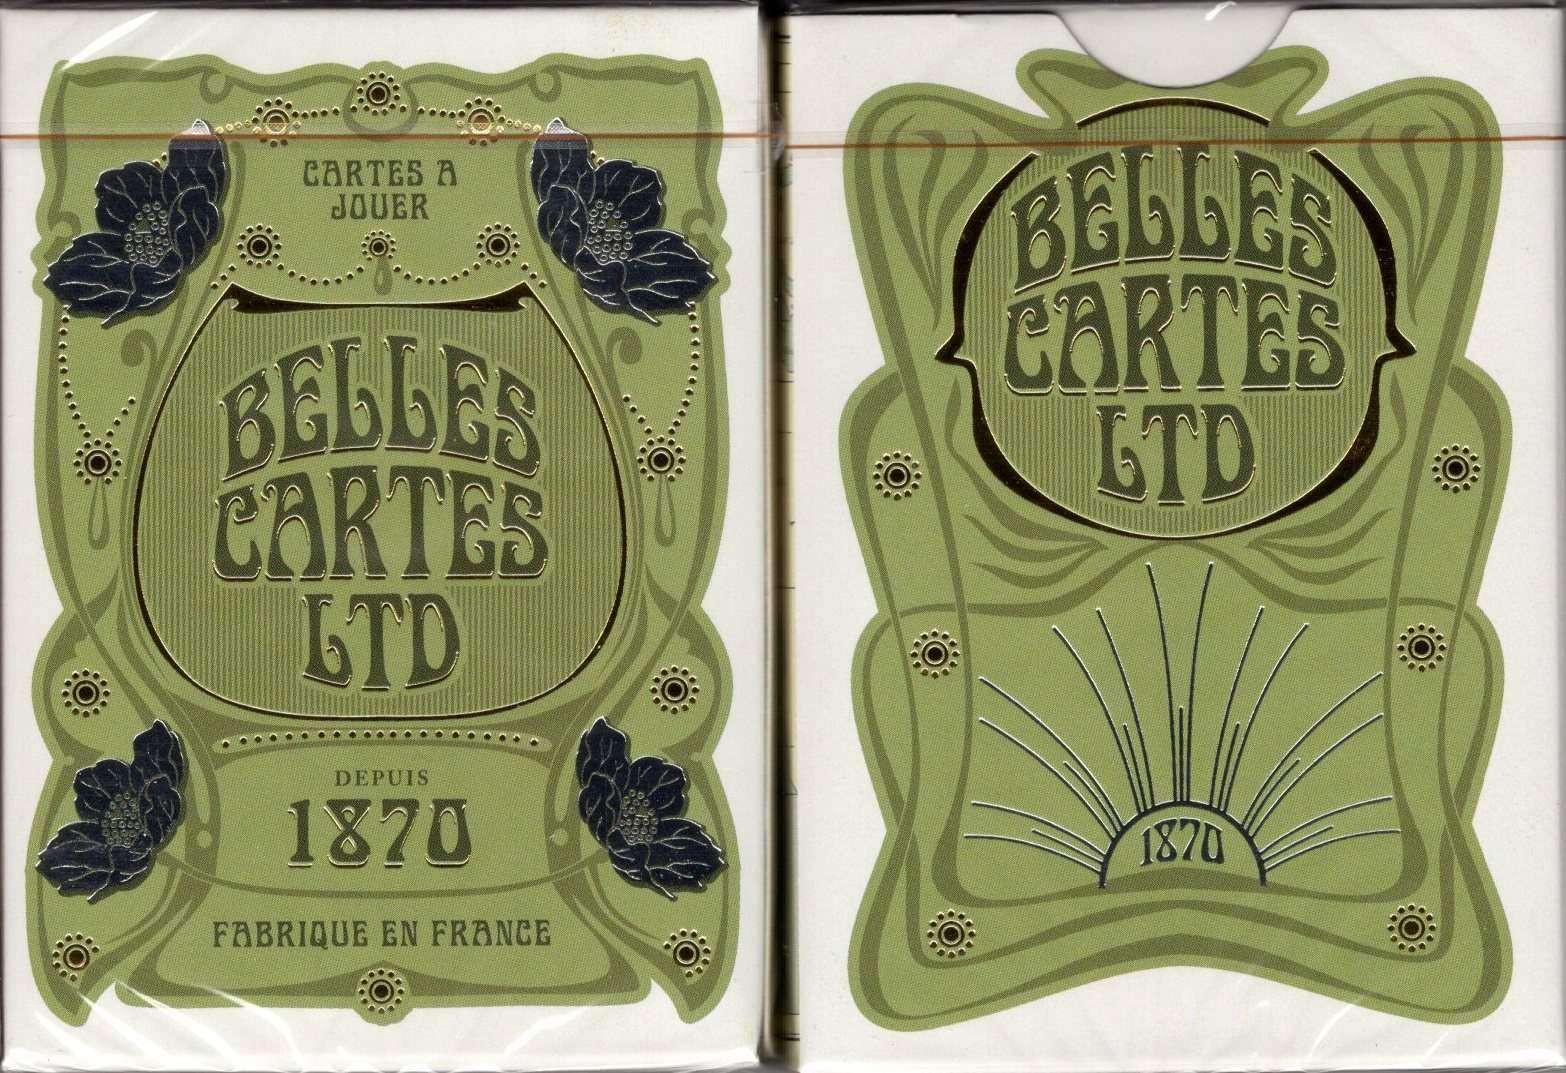 CARTES A
JOUER
BELLES
CARTES
LTD
DEPUIS
1870
FABRIQUE EN FRANCE
BELLES
CARTES
LTD
1870